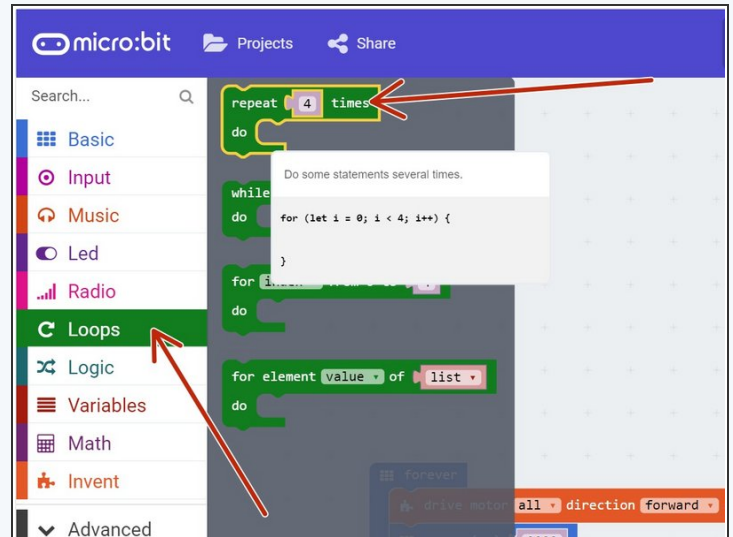 micro:bit Projects Share
Search...
Basic
Input
Music
Led
Radio
Loops
Logic
Variables
Math
Invent
Advanced
repeat 4 times
do
Do some statements several times.
for (let i = 0; i < 4; i++) {
}
while
do
for
do
for element value of list
do
forever
drive motor all direction forward